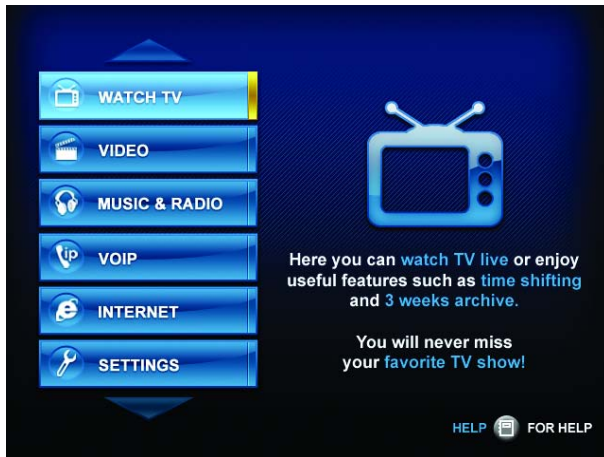 WATCH TV
VIDEO
MUSIC & RADIO
ip VOIP
INTERNET
SETTINGS
Here you can watch TV live or enjoy
useful features such as time shifting
and 3 weeks archive.
You will never miss
your favorite TV show!
HELP FOR HELP